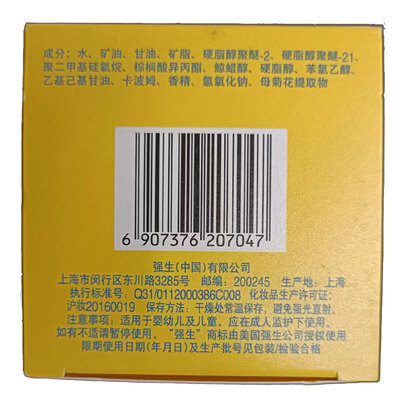 成分：水、矿油、甘油、矿脂、硬脂醇聚醚-2、硬脂醇聚醚-21、
聚二甲基硅氧烷、棕榈酸异丙酯、鲸蜡醇、硬脂醇、苯氧乙醇、
乙基己基甘油、卡波姆、香精、氢氧化钠、母菊花提取物
6 907376 207047
强生(中国)有限公司
上海市闵行区东川路3285号 邮编：200245 生产地：上海
执行标准号：Q31/0112000386C008 化妆品生产许可证：
沪妆20160019 保存方法：干燥处常温保存，避免强光直射。
注意事项：适用于婴幼儿及儿童。应在成人监护下使用。
如有不适请暂停使用。“强生”商标由美国强生公司授权使用
限期使用日期(年月日)及生产批号见包装/检验合格